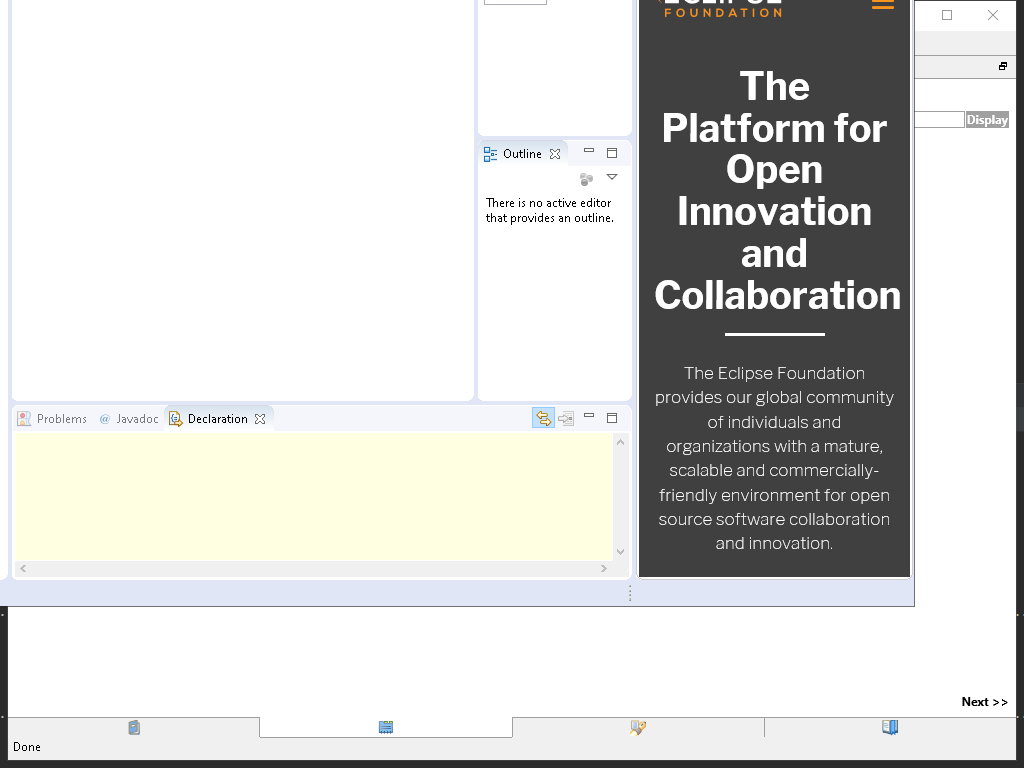 FOUNDATION
Display
The
Platform for
Open
Innovation
and
Collaboration
Outline
There is no active editor
that provides an outline.
The Eclipse Foundation
provides our global community
of individuals and
organizations with a mature,
scalable and commercially-
friendly environment for open
source software collaboration
and innovation.
Problems @ Javadoc Declaration
Next >>
Done